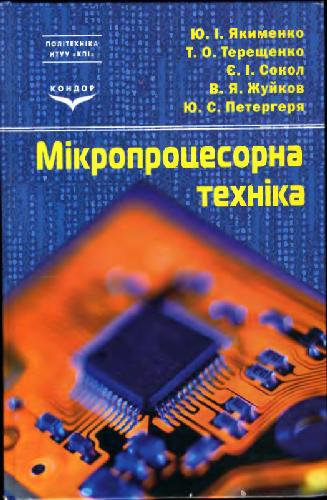 ПОЛІТЕХНІКА
НТУУ «КПІ»
КОНДОР
Ю. І. Якименко
Т. О. Терещенко
Є. І. Сокол
В. Я. Жуйков
Ю. С. Петергеря
Мікропроцесорна
техніка